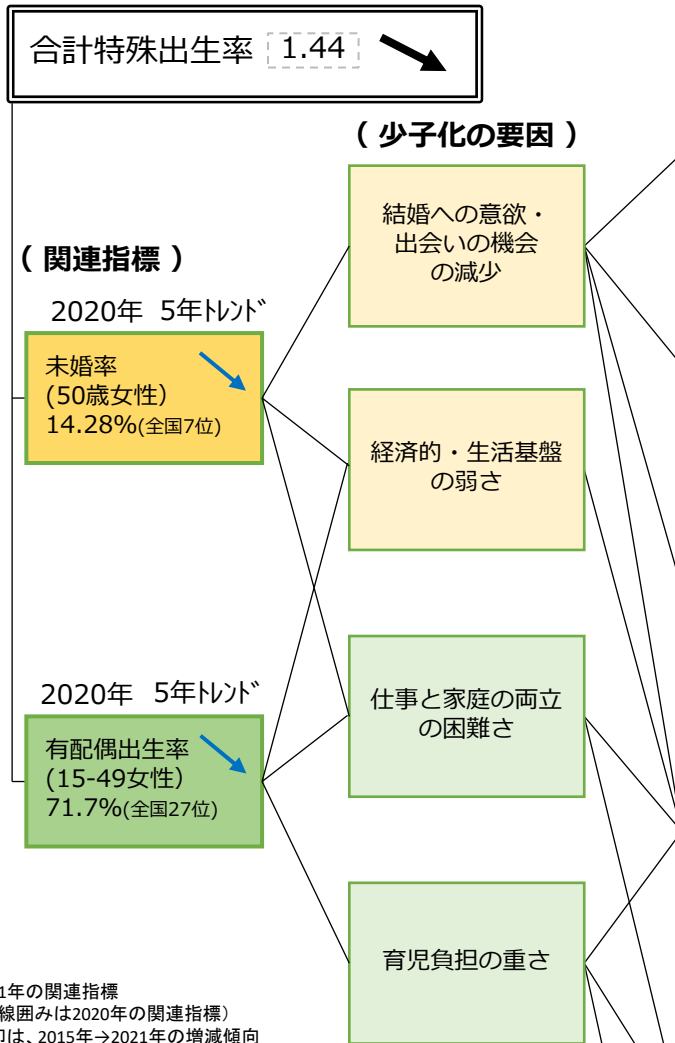 合計特殊出生率 1.44
( 少子化の要因 )
結婚への意欲・
出会いの機会
の減少
( 関連指標 )
2020年 5年ﾄﾚﾝﾄﾞ
未婚率
(50歳女性)
14.28%(全国7位)
経済的・生活基盤
の弱さ
仕事と家庭の両立
の困難さ
2020年 5年ﾄﾚﾝﾄﾞ
有配偶出生率
(15-49女性)
71.7%(全国27位)
育児負担の重さ
1年の関連指標
線囲みは2020年の関連指標）
は、2015年→2021年の増減傾向